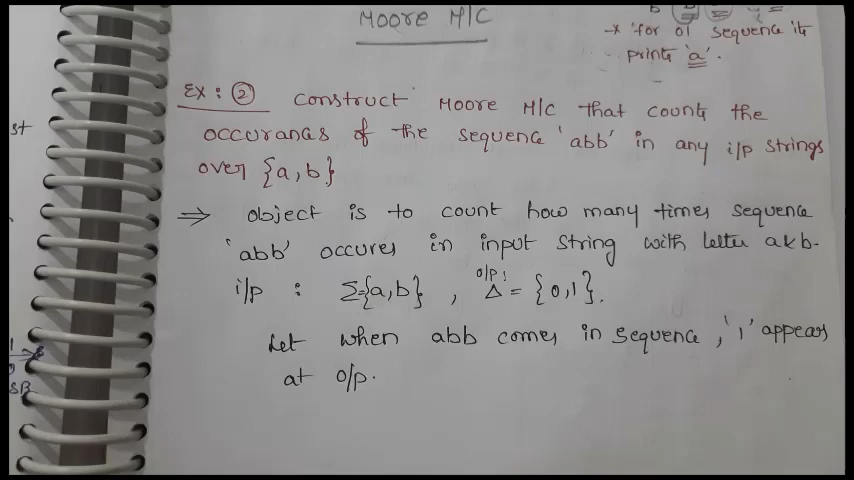 Moore M/C
→ for 01 sequence it
prints 'a'.
Ex: ② construct Moore M/C that counts the
occurances of the sequence 'abb' in any i/p strings
over {a,b}
⇒ object is to count how many times sequence
'abb' occures in input string with letter a & b.
i/p : Σ={a,b} , o/p: Δ = {0,1}.
Let when abb comes in sequence, '1' appears
at o/p.
st